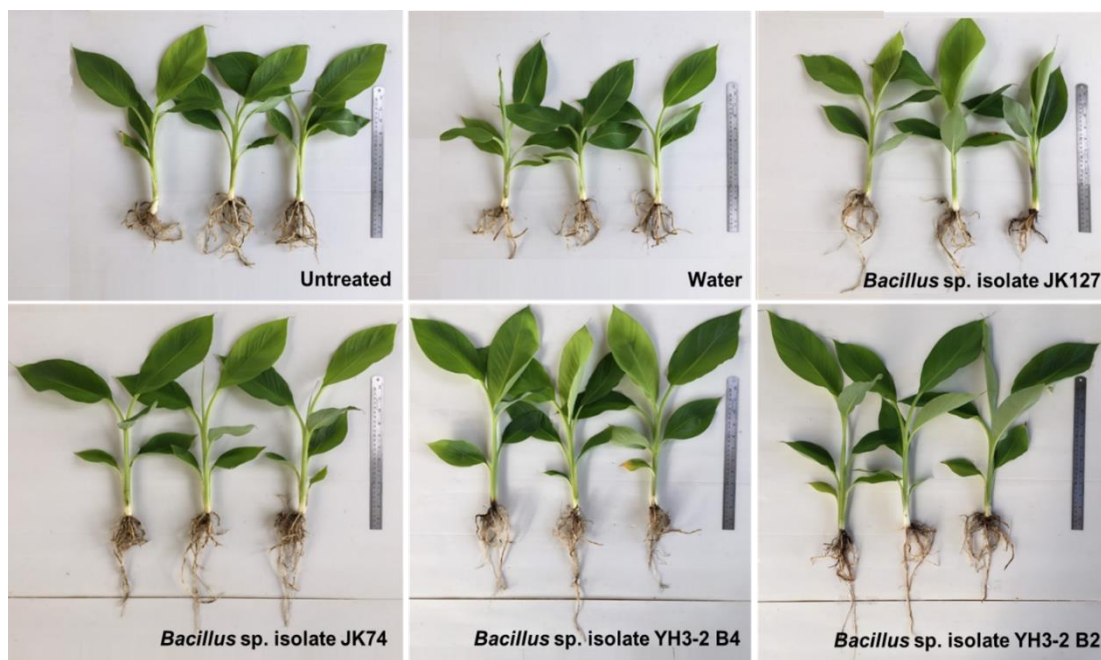 Untreated
Water
Bacillus sp. isolate JK127
Bacillus sp. isolate JK74
Bacillus sp. isolate YH3-2 B4
Bacillus sp. isolate YH3-2 B2